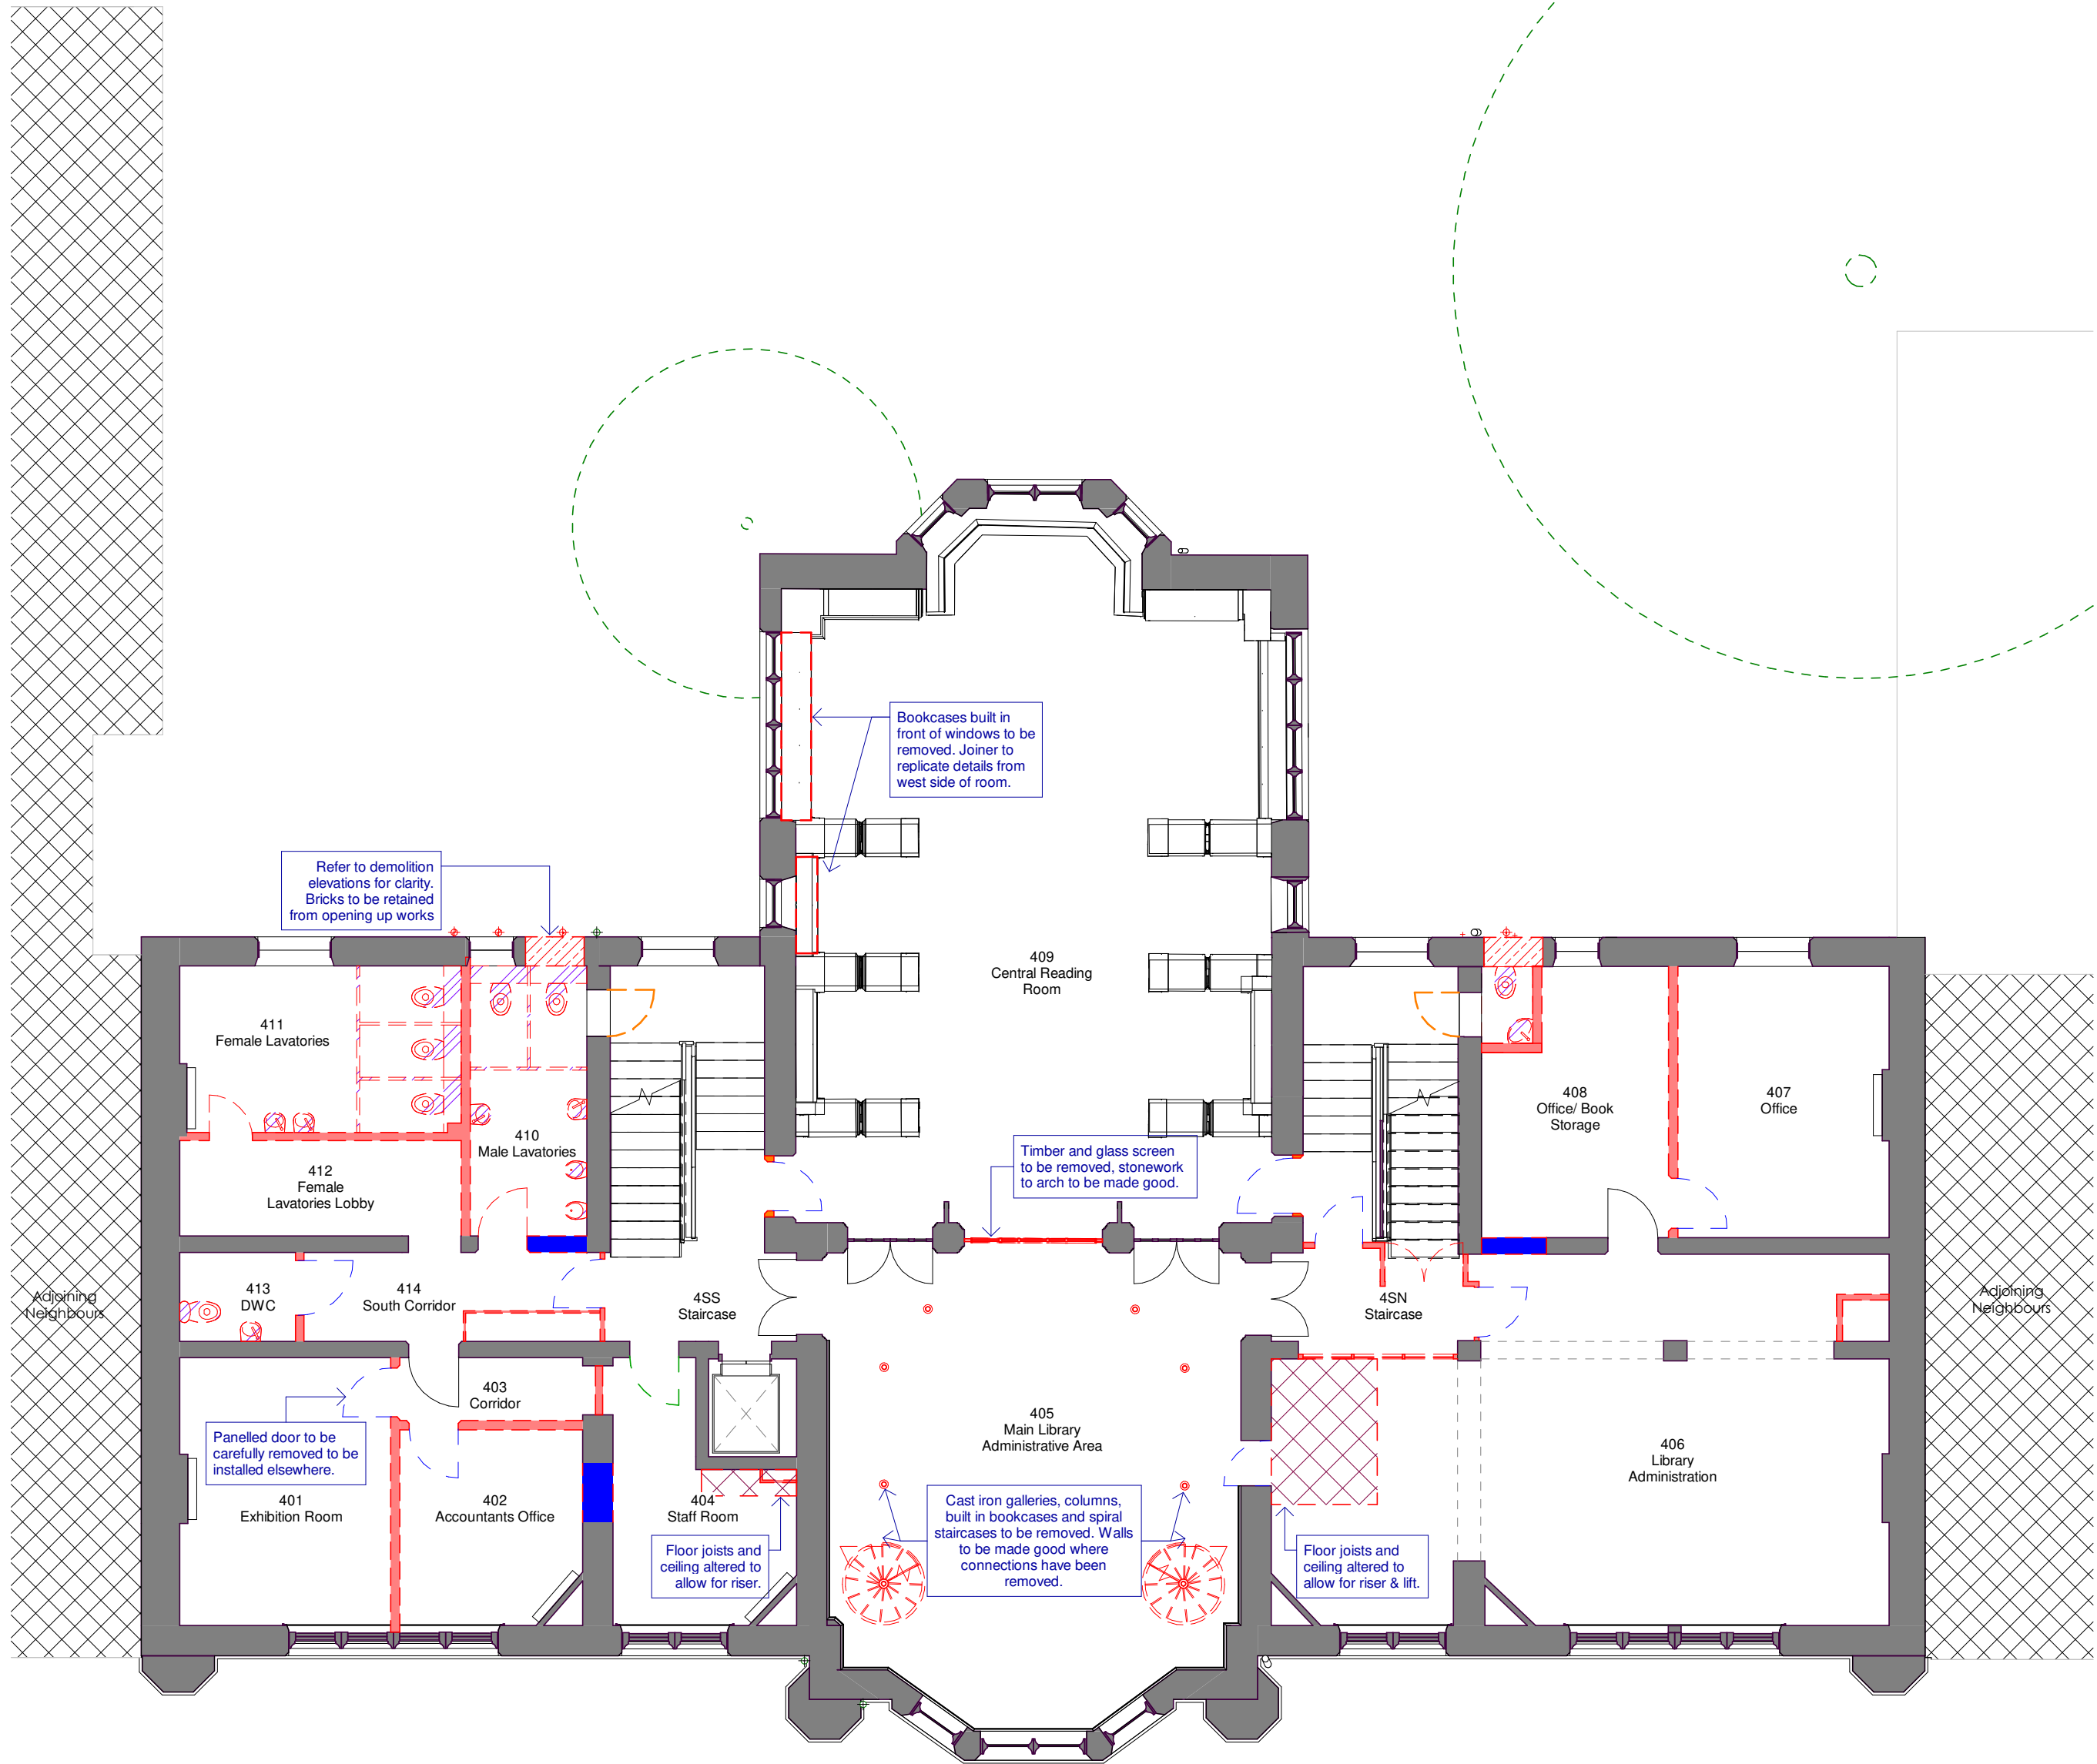 Bookcases built in
front of windows to be
removed. Joiner to
replicate details from
west side of room.
Refer to demolition
elevations for clarity.
Bricks to be retained
from opening up works
409
Central Reading
Room
411
Female Lavatories
410
Male Lavatories
412
Female
Lavatories Lobby
408
Office/ Book
Storage
407
Office
Timber and glass screen
to be removed, stonework
to arch to be made good.
Adjoining
Neighbours
413
DWC
414
South Corridor
4SS
Staircase
4SN
Staircase
Adjoining
Neighbours
403
Corridor
Panelled door to be
carefully removed to be
installed elsewhere.
401
Exhibition Room
402
Accountants Office
404
Staff Room
Floor joists and
ceiling altered to
allow for riser.
405
Main Library
Administrative Area
Cast iron galleries, columns,
built in bookcases and spiral
staircases to be removed. Walls
to be made good where
connections have been
removed.
Floor joists and
ceiling altered to
allow for riser & lift.
406
Library
Administration